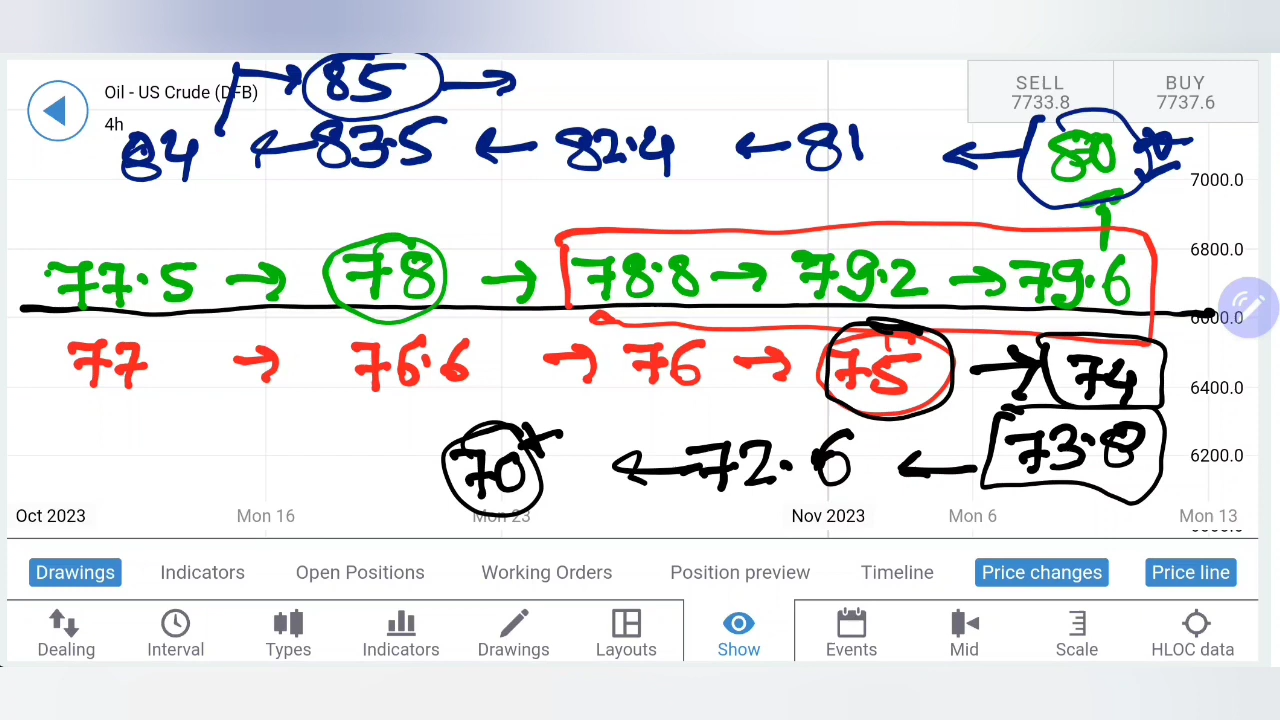 85 →
Oil - US Crude (DFB)
4h
SELL
7733.8
BUY
7737.6
84 ← 83.5 ← 82.4 ← 81 ← 80
7000.0
6800.0
77.5 → 78 → 78.8 → 79.2 → 79.6
6600.0
77 → 76.6 → 76 → 75 → 74
6400.0
70 ← 72.6 ← 73.8
6200.0
Oct 2023 Mon 16 Mon 23 Nov 2023 Mon 6 Mon 13
Drawings Indicators Open Positions Working Orders Position preview Timeline Price changes Price line
Dealing Interval Types Indicators Drawings Layouts Show Events Mid Scale HLOC data